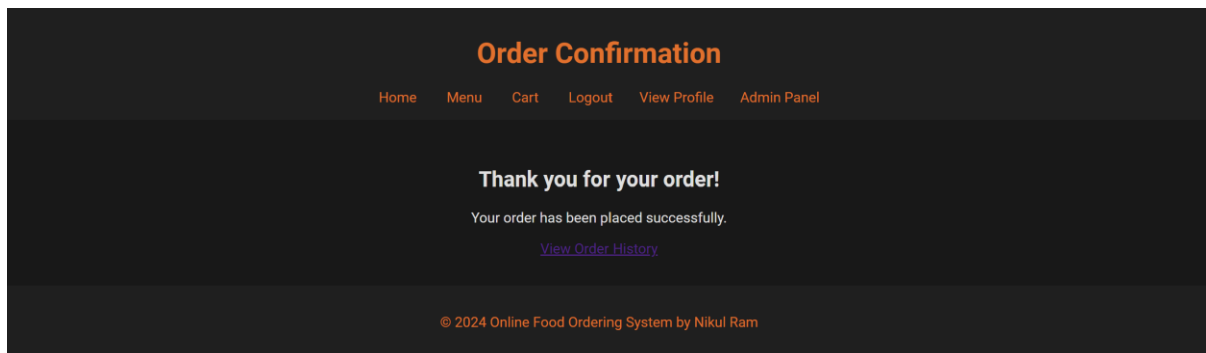 Order Confirmation
Home Menu Cart Logout View Profile Admin Panel
Thank you for your order!
Your order has been placed successfully.
View Order History
© 2024 Online Food Ordering System by Nikul Ram